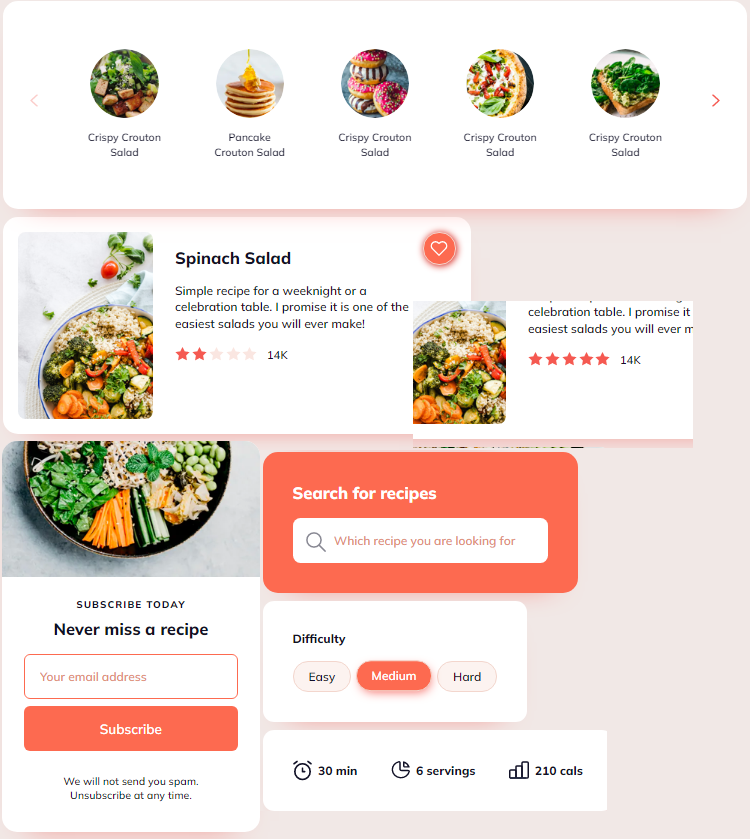 Crispy Crouton
Salad
Pancake
Crouton Salad
Crispy Crouton
Salad
Crispy Crouton
Salad
Crispy Crouton
Salad
Spinach Salad
Simple recipe for a weeknight or a
celebration table. I promise it is one of the
easiest salads you will ever make!
14K
celebration table. I promise it
easiest salads you will ever
14K
SUBSCRIBE TODAY
Never miss a recipe
Your email address
Subscribe
We will not send you spam.
Unsubscribe at any time.
Search for recipes
Which recipe you are looking for
Difficulty
Easy
Medium
Hard
30 min
6 servings
210 cals